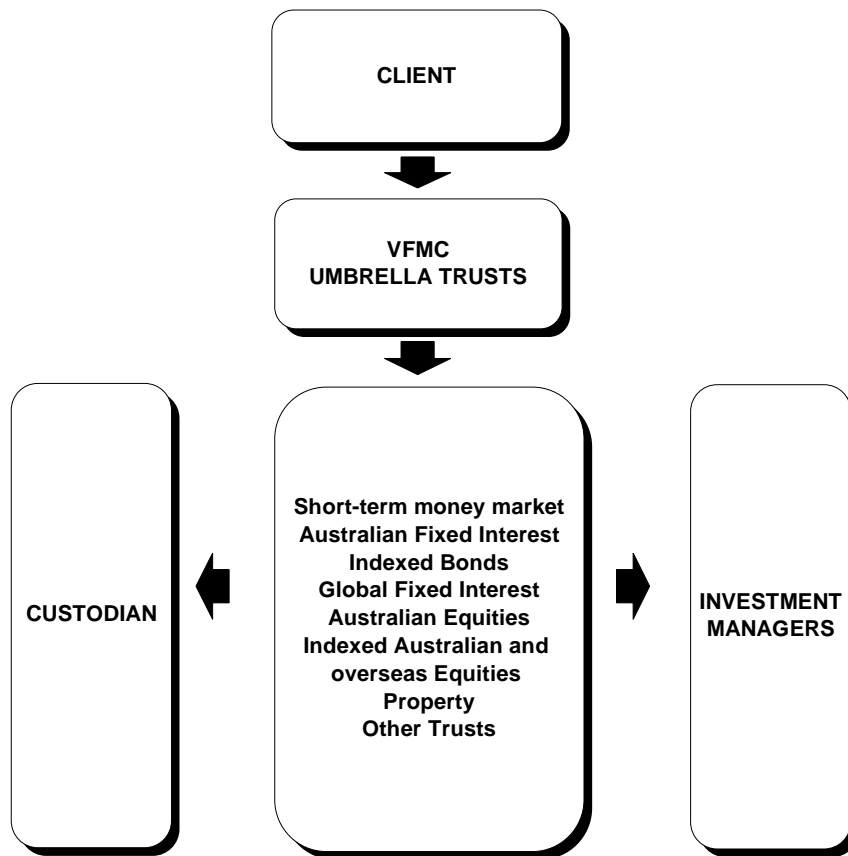 CLIENT
VFMC
UMBRELLA TRUSTS
CUSTODIAN
Short-term money market
Australian Fixed Interest
Indexed Bonds
Global Fixed Interest
Australian Equities
Indexed Australian and
overseas Equities
Property
Other Trusts
INVESTMENT
MANAGERS